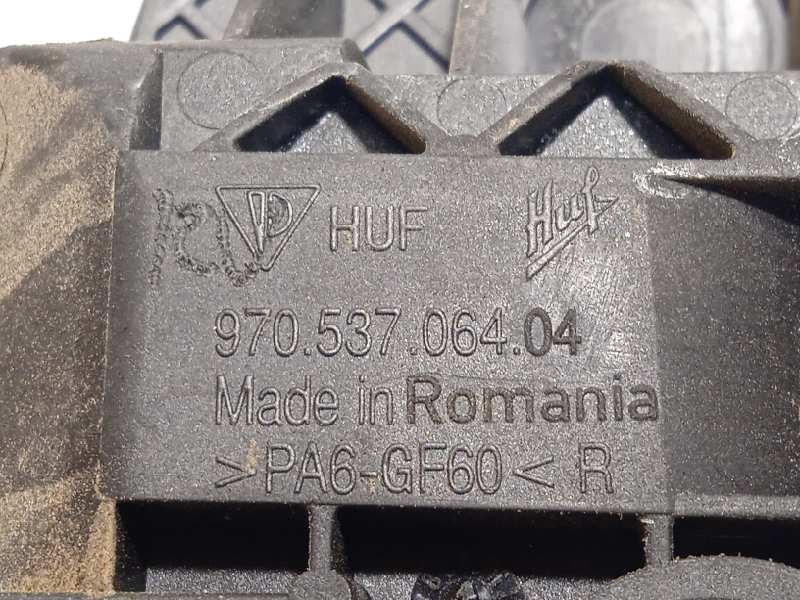 HUF Huf
970.537.064.04
Made in Romania
>PA6-GF60< R